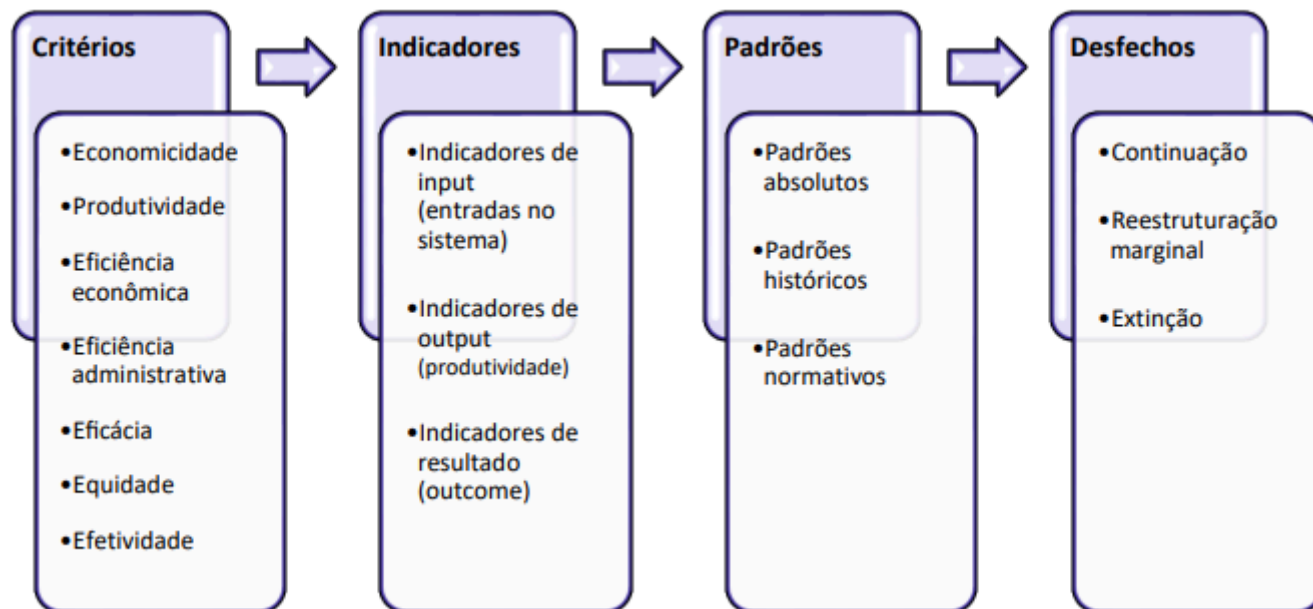 Critérios
•Economicidade
•Produtividade
•Eficiência
econômica
•Eficiência
administrativa
•Eficácia
•Equidade
•Efetividade
Indicadores
•Indicadores de
input
(entradas no
sistema)
•Indicadores de
output
(produtividade)
•Indicadores de
resultado
(outcome)
Padrões
•Padrões
absolutos
•Padrões
históricos
•Padrões
normativos
Desfechos
•Continuação
•Reestruturação
marginal
•Extinção